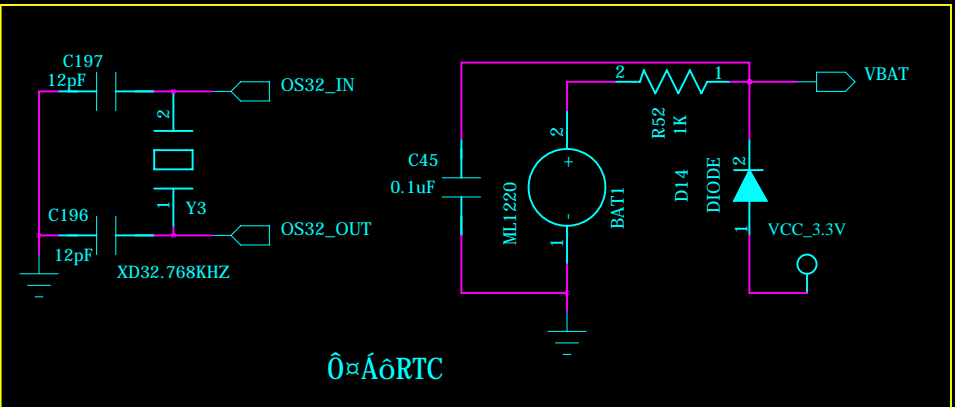 C197
12pF
OS32_IN
2
1
Y3
C196
12pF
OS32_OUT
XD32.768KHZ
C45
0.1uF
2
1
ML1220
+
-
BAT1
2
1
R52
1K
VBAT
D14
DIODE
2
1
VCC_3.3V
Ô¤ÁôRTC